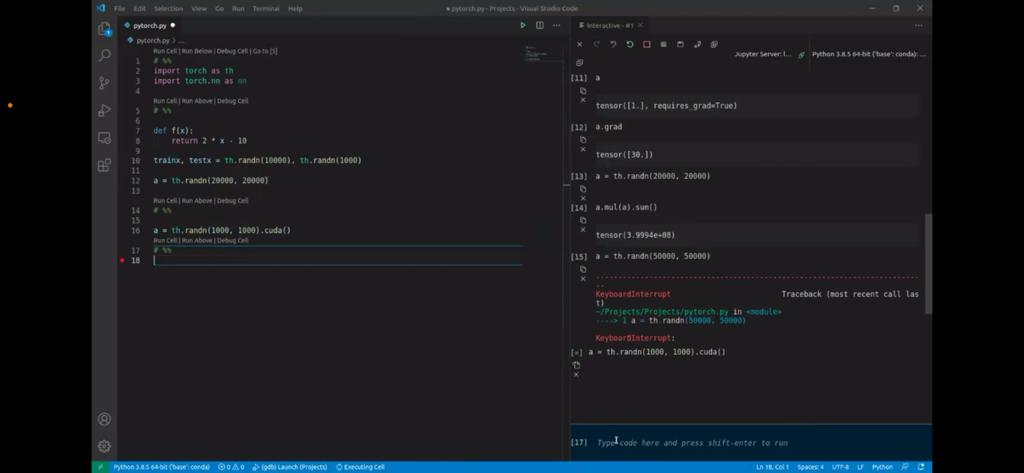 File Edit Selection View Go Run Terminal Help
● pytorch.py - Projects - Visual Studio Code
pytorch.py ●
pytorch.py > ...
Run Cell | Run Below | Debug Cell | Go to [5]
1 # %%
2 import torch as th
3 import torch.nn as nn
4
Run Cell | Run Above | Debug Cell
5 # %%
6
7 def f(x):
8 return 2 * x - 10
9
10 trainx, testx = th.randn(10000), th.randn(1000)
11
12 a = th.randn(20000, 20000)
13
Run Cell | Run Above | Debug Cell
14 # %%
15
16 a = th.randn(1000, 1000).cuda()
Run Cell | Run Above | Debug Cell
17 # %%
18
Interactive - #1
Jupyter Server: l... Python 3.8.5 64-bit ('base': conda): ...
[11] a
tensor([1.], requires_grad=True)
[12] a.grad
tensor([30.])
[13] a = th.randn(20000, 20000)
[14] a.mul(a).sum()
tensor(3.9994e+08)
[15] a = th.randn(50000, 50000)
---------------------------------------------------------------------------
KeyboardInterrupt Traceback (most recent call las
t)
~/Projects/Projects/pytorch.py in <module>
----> 1 a = th.randn(50000, 50000)
KeyboardInterrupt:
[*] a = th.randn(1000, 1000).cuda()
[17] Type code here and press shift-enter to run
Python 3.8.5 64-bit ('base': conda) 0 0 (gdb) Launch (Projects) Executing Cell
Ln 18, Col 1 Spaces: 4 UTF-8 LF Python